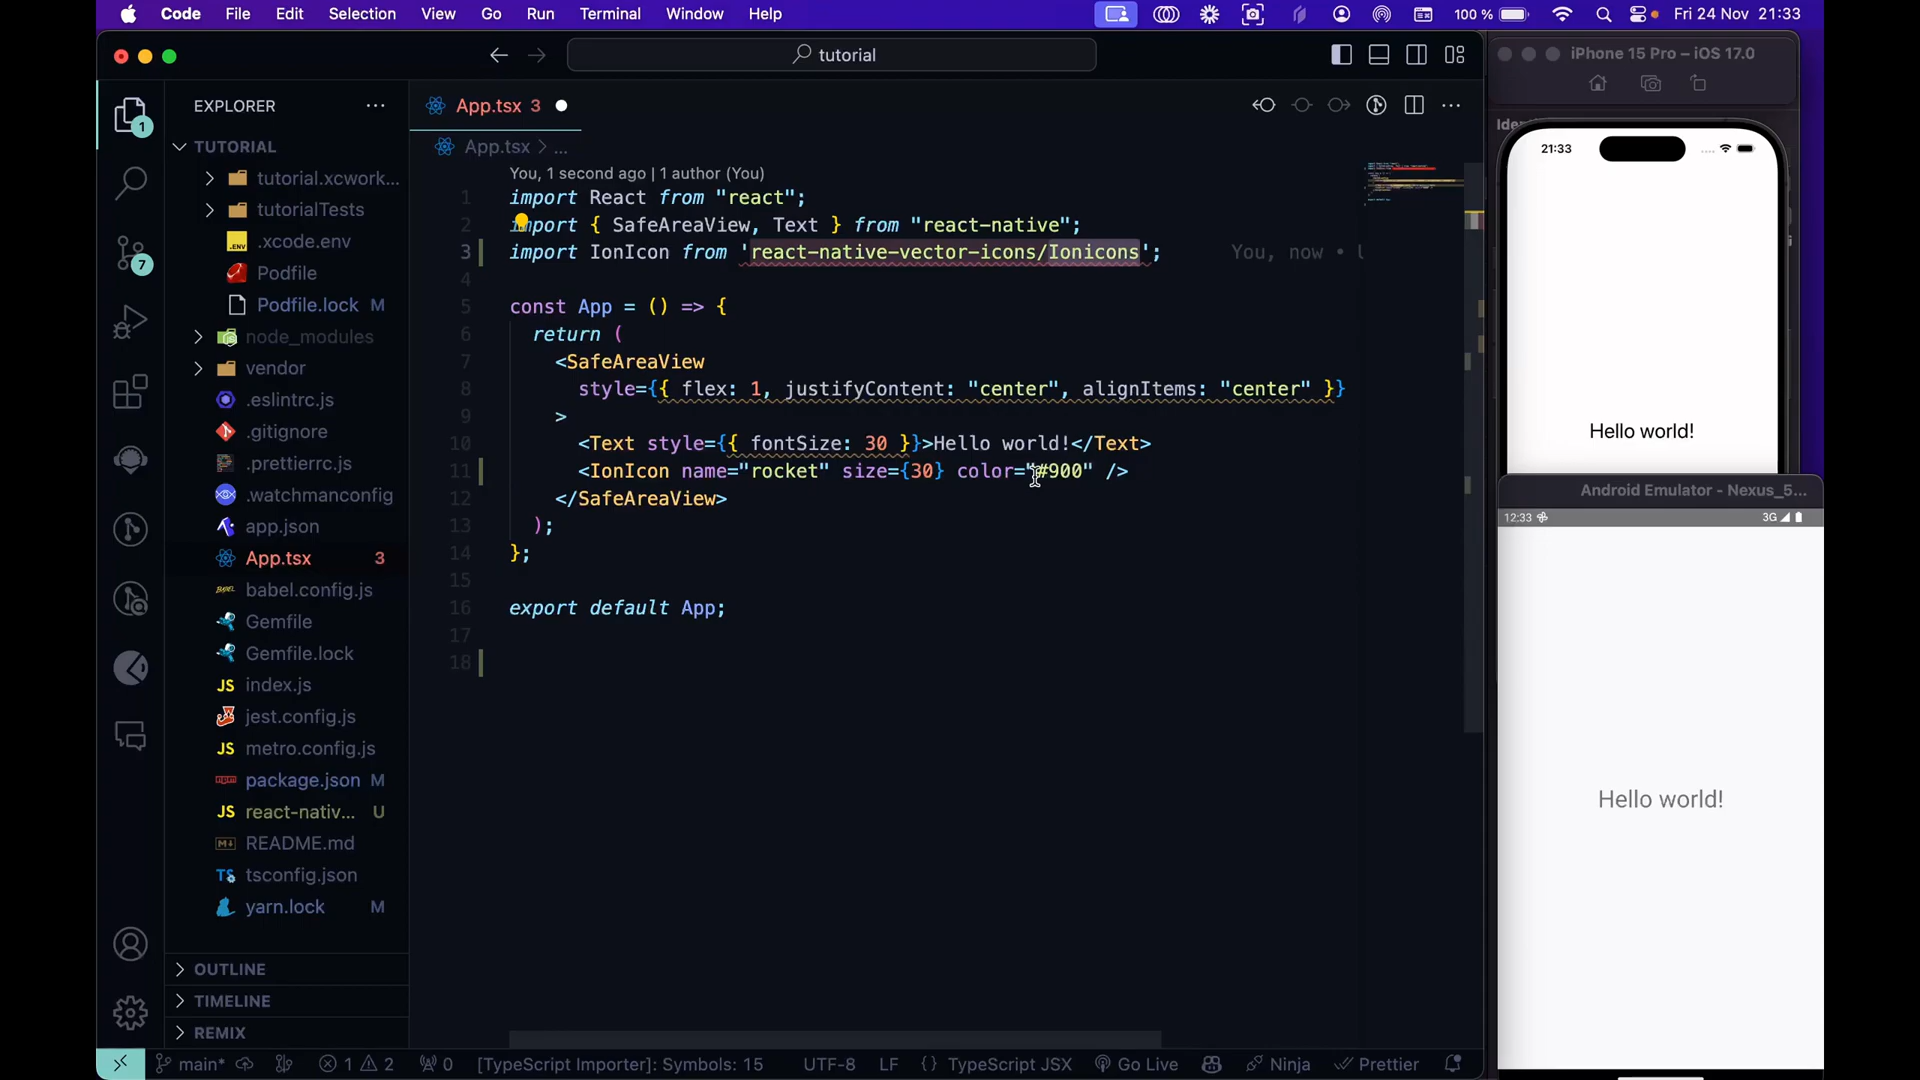 Code File Edit Selection View Go Run Terminal Window Help 100 % Fri 24 Nov 21:33
tutorial
iPhone 15 Pro – iOS 17.0
EXPLORER
App.tsx 3
TUTORIAL
App.tsx > ...
tutorial.xcwork...
tutorialTests
.xcode.env
Podfile
Podfile.lock M
node_modules
vendor
.eslintrc.js
.gitignore
.prettierrc.js
.watchmanconfig
app.json
App.tsx 3
babel.config.js
Gemfile
Gemfile.lock
index.js
jest.config.js
metro.config.js
package.json M
react-nativ... U
README.md
tsconfig.json
yarn.lock M
OUTLINE
TIMELINE
REMIX
1
7
You, 1 second ago | 1 author (You)
1 import React from "react";
2 import { SafeAreaView, Text } from "react-native";
3 import IonIcon from 'react-native-vector-icons/Ionicons'; You, now •
4
5 const App = () => {
6 return (
7 <SafeAreaView
8 style={{ flex: 1, justifyContent: "center", alignItems: "center" }}
9 >
10 <Text style={{ fontSize: 30 }}>Hello world!</Text>
11 <IonIcon name="rocket" size={30} color="#900" />
12 </SafeAreaView>
13 );
14 };
15
16 export default App;
17
18
21:33
Hello world!
Android Emulator - Nexus_5...
12:33 3G
Hello world!
main* 1 2 0 [TypeScript Importer]: Symbols: 15 UTF-8 LF {} TypeScript JSX Go Live Ninja Prettier